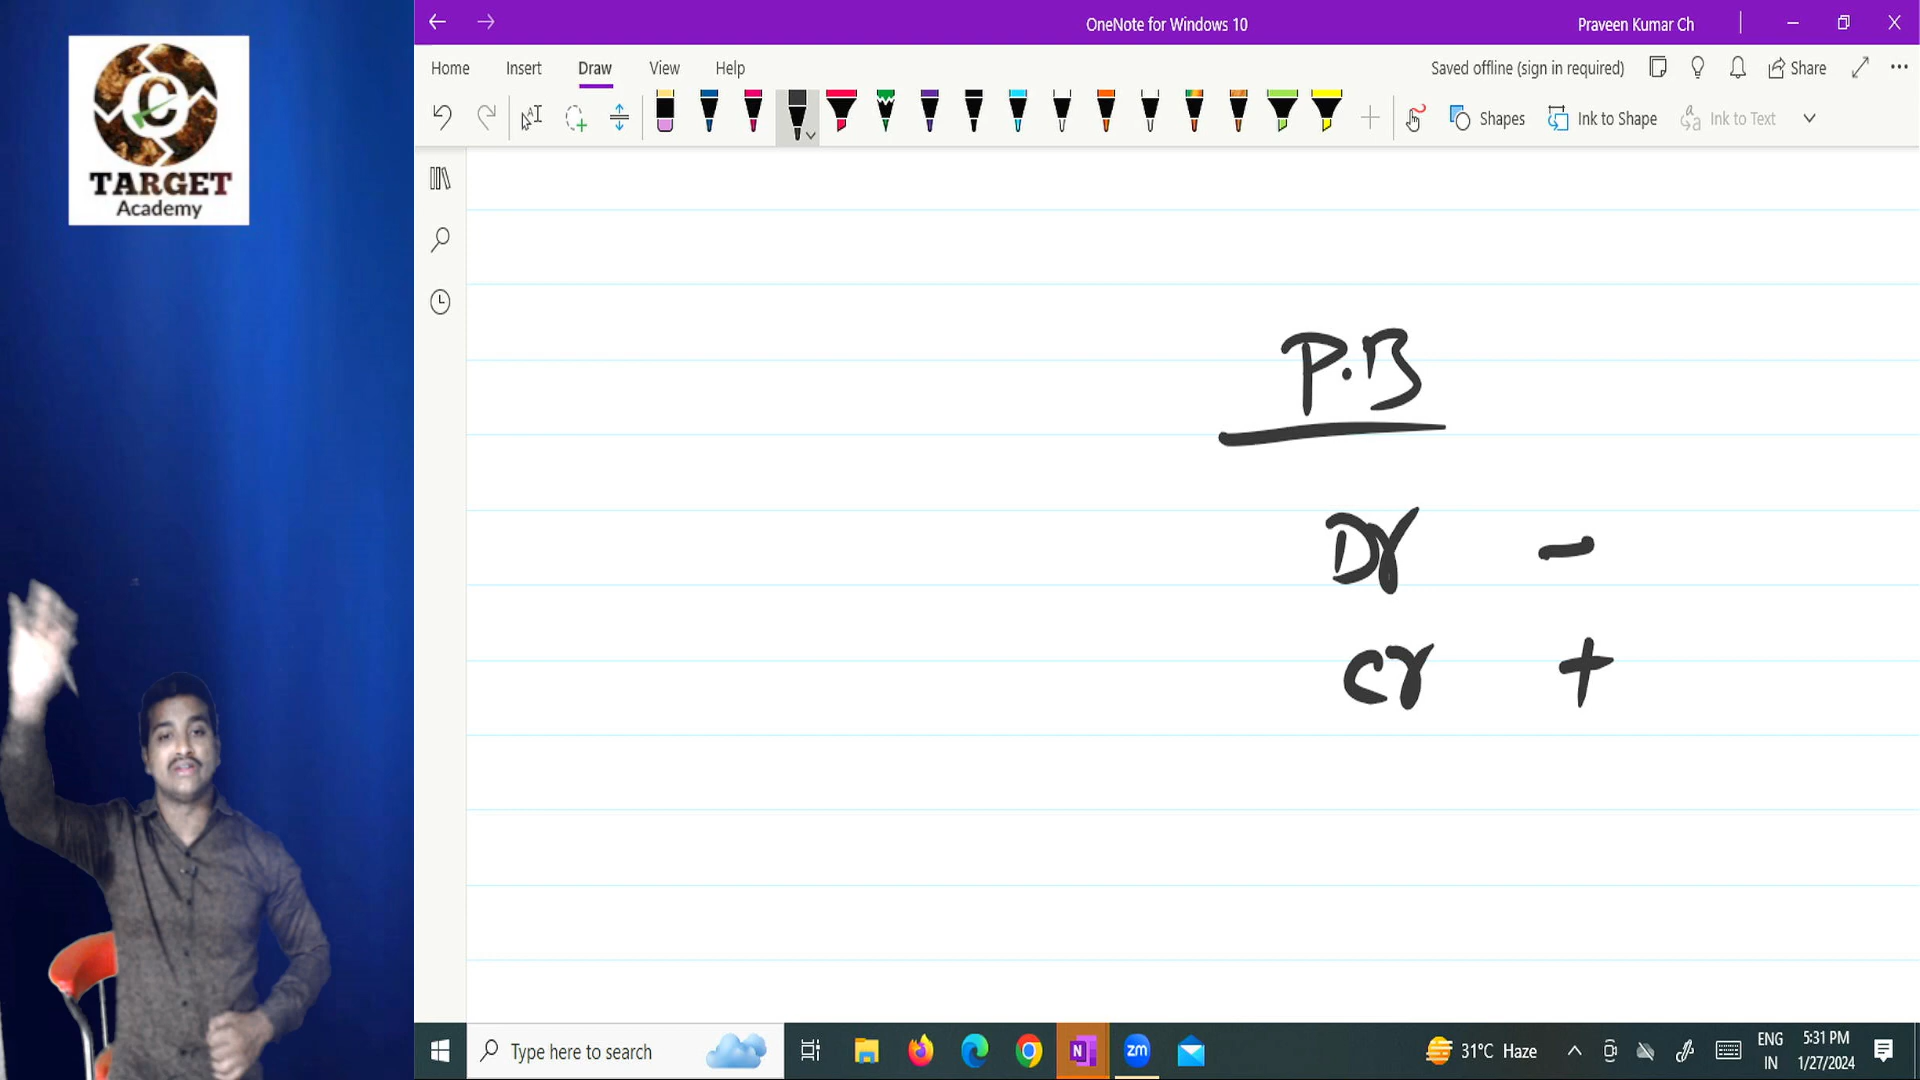 TARGET
Academy
OneNote for Windows 10
Praveen Kumar Ch
Home Insert Draw View Help
Saved offline (sign in required)
Share
Shapes
Ink to Shape
Ink to Text
P.B
Dr -
Cr +
Type here to search
N
zm
31°C Haze
ENG
IN
5:31 PM
1/27/2024